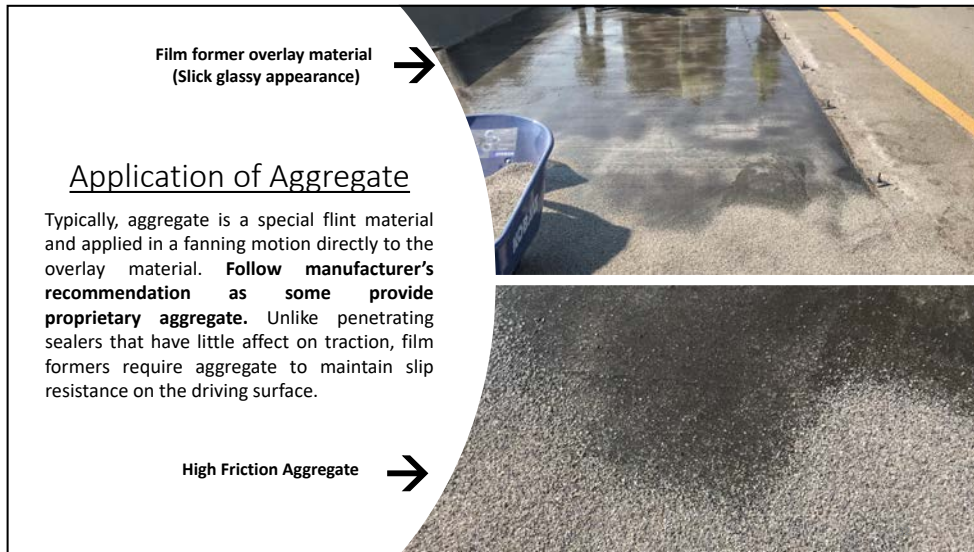 Film former overlay material
(Slick glassy appearance)
Application of Aggregate
Typically, aggregate is a special flint material
and applied in a fanning motion directly to the
overlay material. Follow manufacturer's
recommendation as some provide
proprietary aggregate. Unlike penetrating
sealers that have little affect on traction, film
formers require aggregate to maintain slip
resistance on the driving surface.
High Friction Aggregate